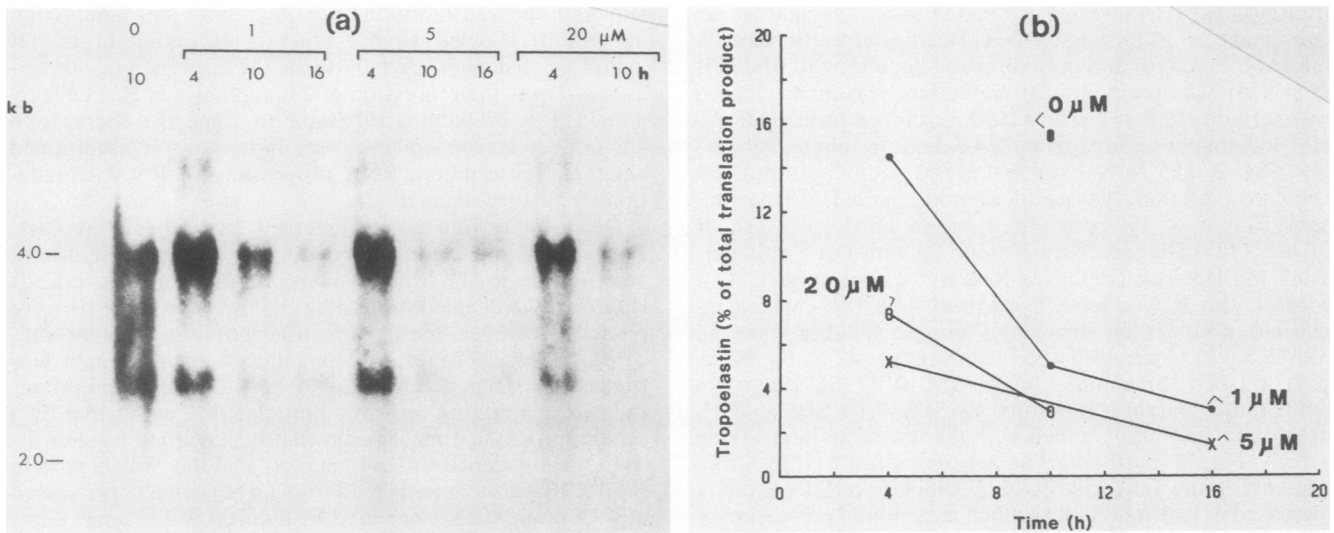 (a)
0 1 5 20 μM
10 4 10 16 4 10 16 4 10 h
kb
4.0
2.0
(b)
Tropoelastin (% of total translation product)
20
16
12
8
4
0
0 μM
20 μM
1 μM
5 μM
0 4 8 12 16 20
Time (h)